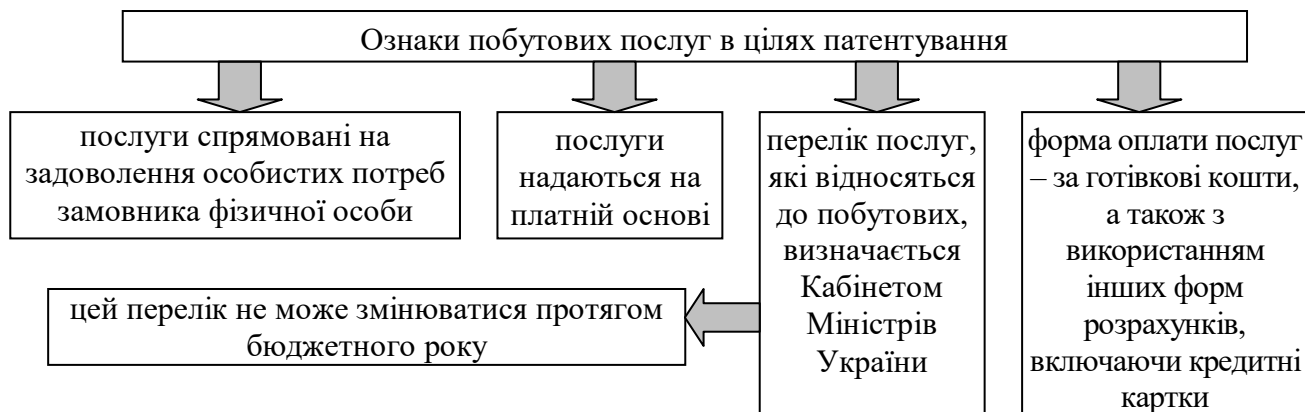 Ознаки побутових послуг в цілях патентування
послуги спрямовані на
задоволення особистих потреб
замовника фізичної особи
послуги
надаються на
платній основі
перелік послуг,
які відносяться
до побутових,
визначається
Кабінетом
Міністрів
України
форма оплати послуг
– за готівкові кошти,
а також з
використанням
інших форм
розрахунків,
включаючи кредитні
картки
цей перелік не може змінюватися протягом
бюджетного року